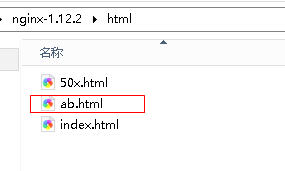 nginx-1.12.2 › html
名称
50x.html
ab.html
index.html